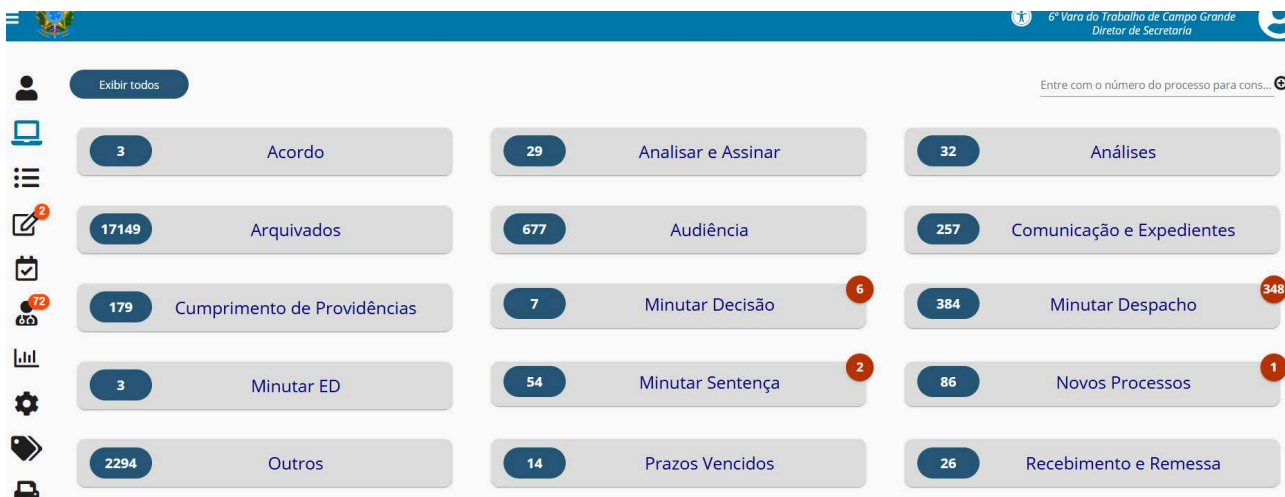 6ª Vara do Trabalho de Campo Grande
Diretor de Secretaria
Exibir todos
Entre com o número do processo para cons...
3 Acordo
29 Analisar e Assinar
32 Análises
17149 Arquivados
677 Audiência
257 Comunicação e Expedientes
2
72
179 Cumprimento de Providências
7 Minutar Decisão 6
384 Minutar Despacho 348
3 Minutar ED
54 Minutar Sentença 2
86 Novos Processos 1
2294 Outros
14 Prazos Vencidos
26 Recebimento e Remessa